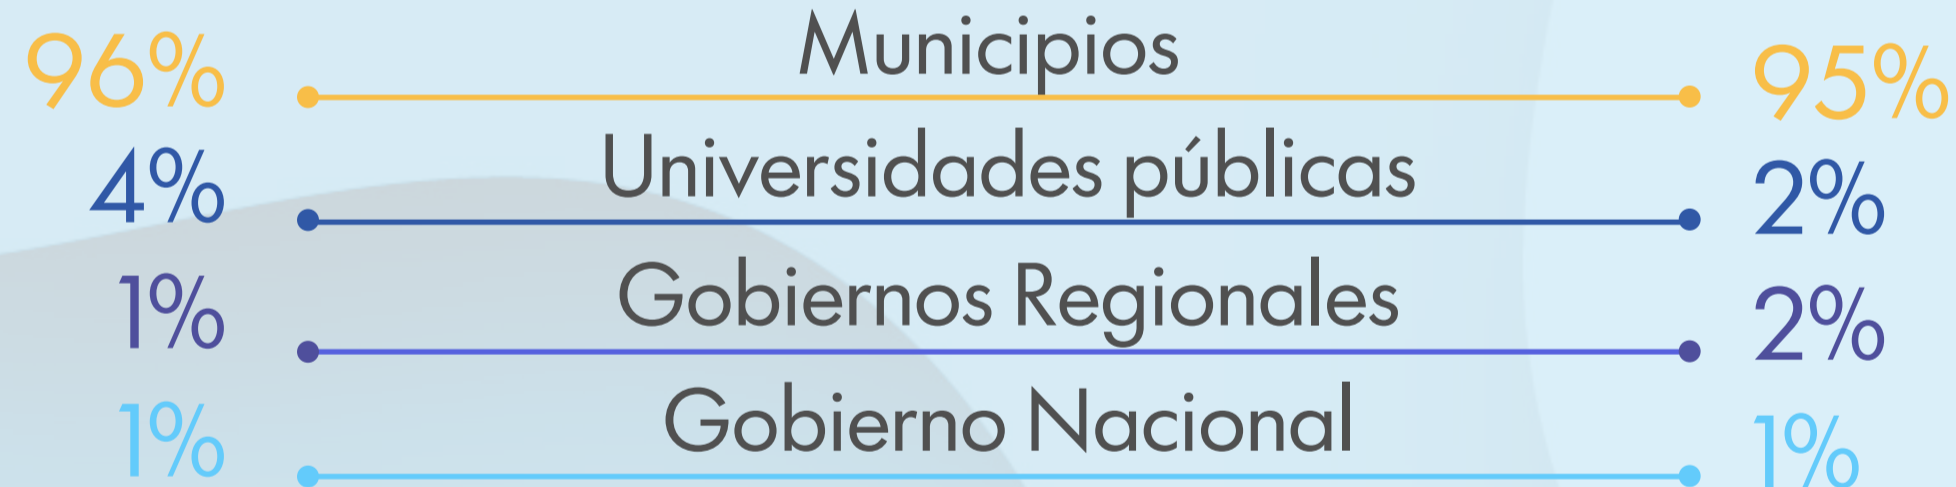 96% Municipios 95%
4% Universidades públicas 2%
1% Gobiernos Regionales 2%
1% Gobierno Nacional 1%